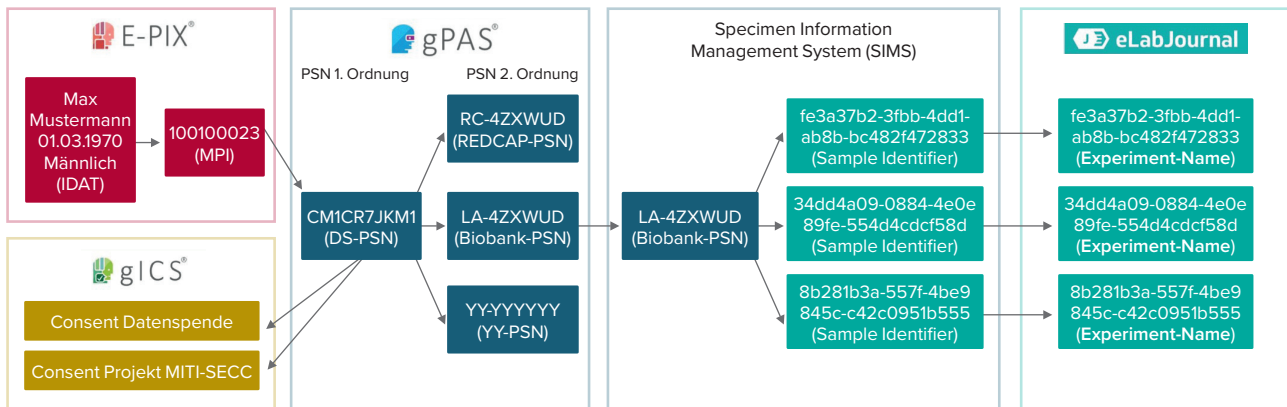 E-PIX®
Max
Mustermann
01.03.1970
Männlich
(IDAT)
100100023
(MPI)
gICS®
Consent Datenspende
Consent Projekt MITI-SECC
gPAS®
PSN 1. Ordnung
PSN 2. Ordnung
CM1CR7JKM1
(DS-PSN)
RC-4ZXWUD
(REDCAP-PSN)
LA-4ZXWUD
(Biobank-PSN)
YY-YYYYYY
(YY-PSN)
Specimen Information
Management System (SIMS)
LA-4ZXWUD
(Biobank-PSN)
fe3a37b2-3fbb-4dd1-
ab8b-bc482f472833
(Sample Identifier)
34dd4a09-0884-4e0e
89fe-554d4cdcf58d
(Sample Identifier)
8b281b3a-557f-4be9
845c-c42c0951b555
(Sample Identifier)
eLabJournal
fe3a37b2-3fbb-4dd1-
ab8b-bc482f472833
(Experiment-Name)
34dd4a09-0884-4e0e
89fe-554d4cdcf58d
(Experiment-Name)
8b281b3a-557f-4be9
845c-c42c0951b555
(Experiment-Name)